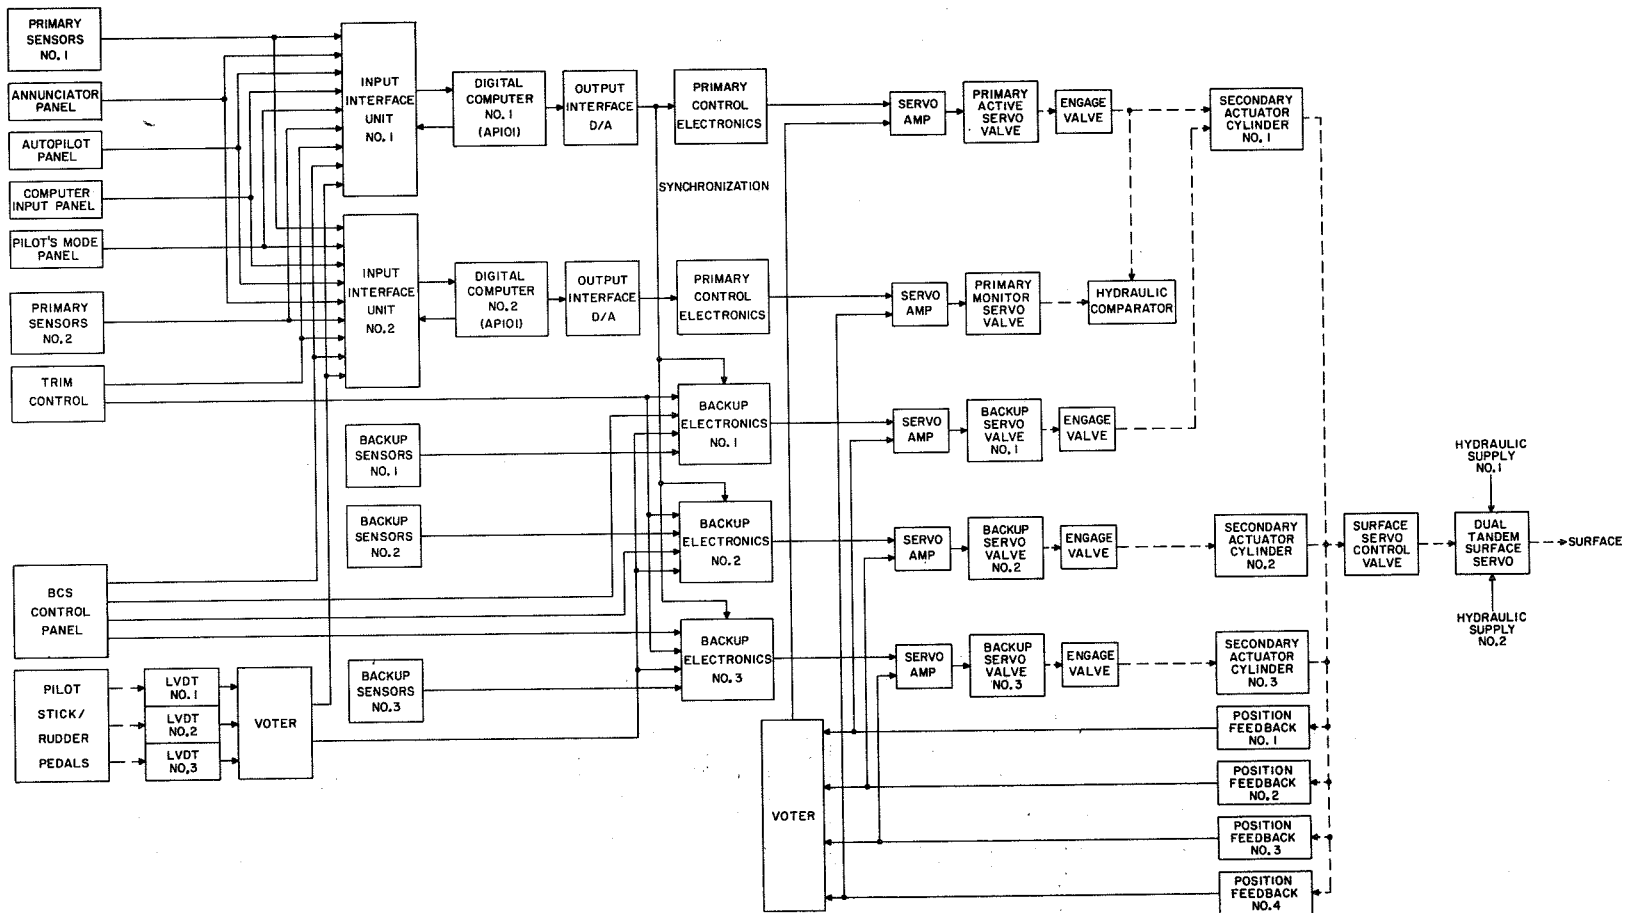 PRIMARY
SENSORS
NO.1
ANNUNCIATOR
PANEL
AUTOPILOT
PANEL
COMPUTER
INPUT PANEL
PILOT'S MODE
PANEL
PRIMARY
SENSORS
NO.2
TRIM
CONTROL
BCS
CONTROL
PANEL
PILOT
STICK/
RUDDER
PEDALS
LVDT
NO.1
LVDT
NO.2
LVDT
NO.3
VOTER
INPUT
INTERFACE
UNIT
NO.1
INPUT
INTERFACE
UNIT
NO.2
DIGITAL
COMPUTER
NO.1
(AP101)
DIGITAL
COMPUTER
NO.2
(AP101)
OUTPUT
INTERFACE
D/A
OUTPUT
INTERFACE
D/A
PRIMARY
CONTROL
ELECTRONICS
SYNCHRONIZATION
PRIMARY
CONTROL
ELECTRONICS
BACKUP
SENSORS
NO.1
BACKUP
SENSORS
NO.2
BACKUP
SENSORS
NO.3
BACKUP
ELECTRONICS
NO.1
BACKUP
ELECTRONICS
NO.2
BACKUP
ELECTRONICS
NO.3
VOTER
SERVO
AMP
PRIMARY
ACTIVE
SERVO
VALVE
ENGAGE
VALVE
SECONDARY
ACTUATOR
CYLINDER
NO.1
SERVO
AMP
PRIMARY
MONITOR
SERVO
VALVE
HYDRAULIC
COMPARATOR
SERVO
AMP
BACKUP
SERVO
VALVE
NO.1
ENGAGE
VALVE
SERVO
AMP
BACKUP
SERVO
VALVE
NO.2
ENGAGE
VALVE
SECONDARY
ACTUATOR
CYLINDER
NO.2
SERVO
AMP
BACKUP
SERVO
VALVE
NO.3
ENGAGE
VALVE
SECONDARY
ACTUATOR
CYLINDER
NO.3
POSITION
FEEDBACK
NO.1
POSITION
FEEDBACK
NO.2
POSITION
FEEDBACK
NO.3
POSITION
FEEDBACK
NO.4
SURFACE
SERVO
CONTROL
VALVE
HYDRAULIC
SUPPLY
NO.1
DUAL
TANDEM
SURFACE
SERVO
HYDRAULIC
SUPPLY
NO.2
SURFACE